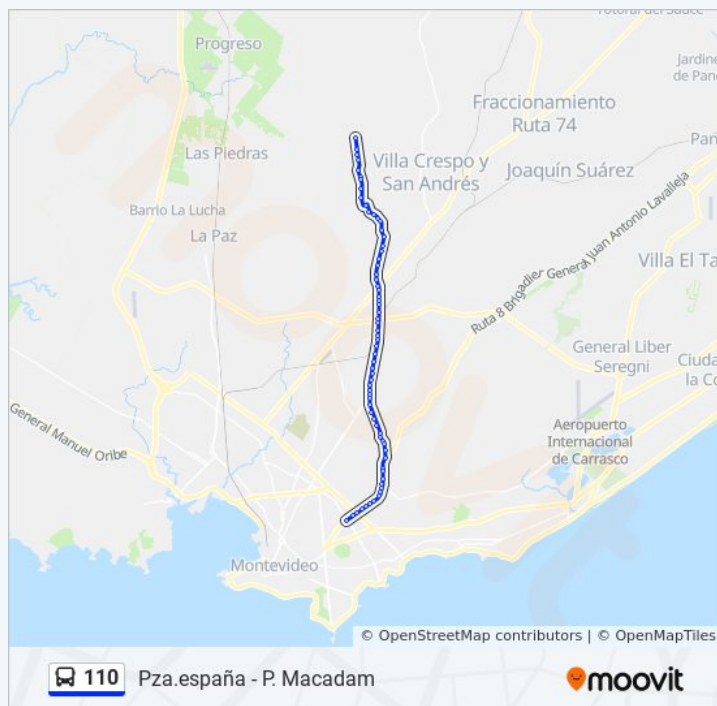 Totoral del Sauce
Progreso
Jardine
de Pan
Fraccionamiento
Ruta 74
Las Piedras
Villa Crespo y
San Andrés
Joaquín Suárez
Pan
Barrio La Lucha
La Paz
Ruta 8 Brigadier General Juan Antonio Lavalleja
Villa El Ta
General Liber
Seregni
Ciuda
la Co
General Manuel Oribe
Aeropuerto
Internacional
de Carrasco
Montevideo
moovit
© OpenStreetMap contributors | © OpenMapTiles
110 Pza.españa - P. Macadam
moovit